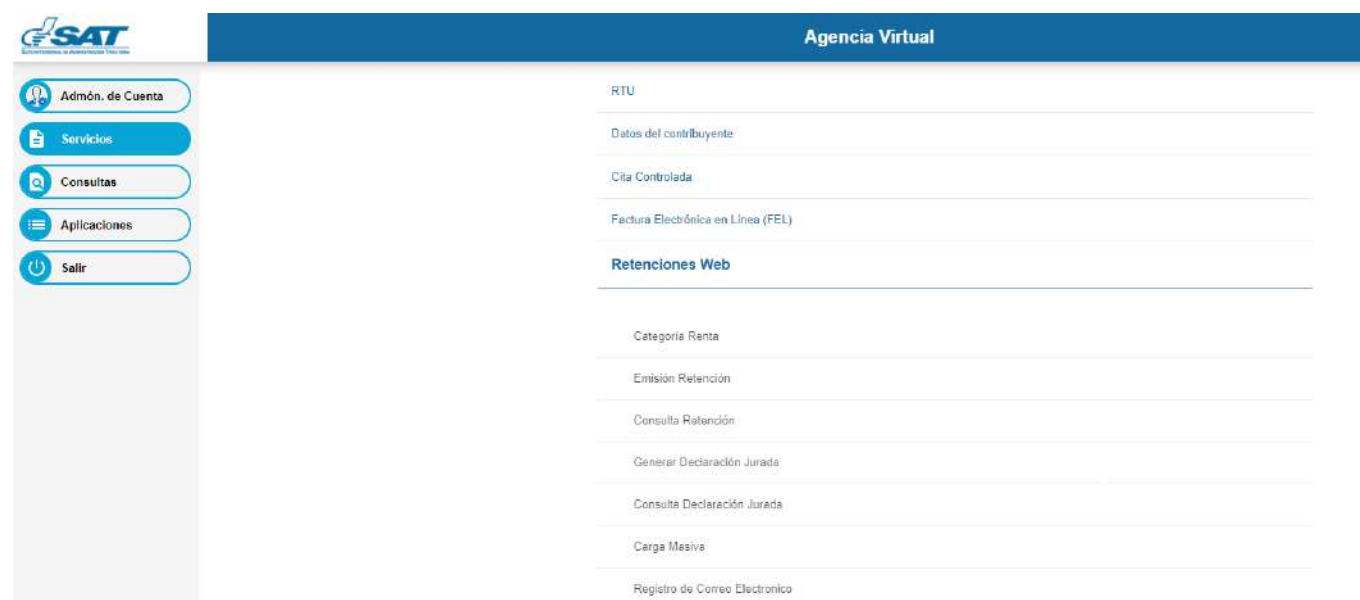 SAT
Agencia Virtual
Admón. de Cuenta
Servicios
Consultas
Aplicaciones
Salir
RTU
Datos del contribuyente
Cita Controlada
Factura Electrónica en Línea (FEL)
Retenciones Web
Categoría Renta
Emisión Retención
Consulta Retención
Generar Declaración Jurada
Consulta Declaración Jurada
Carga Masiva
Registro de Correo Electronico